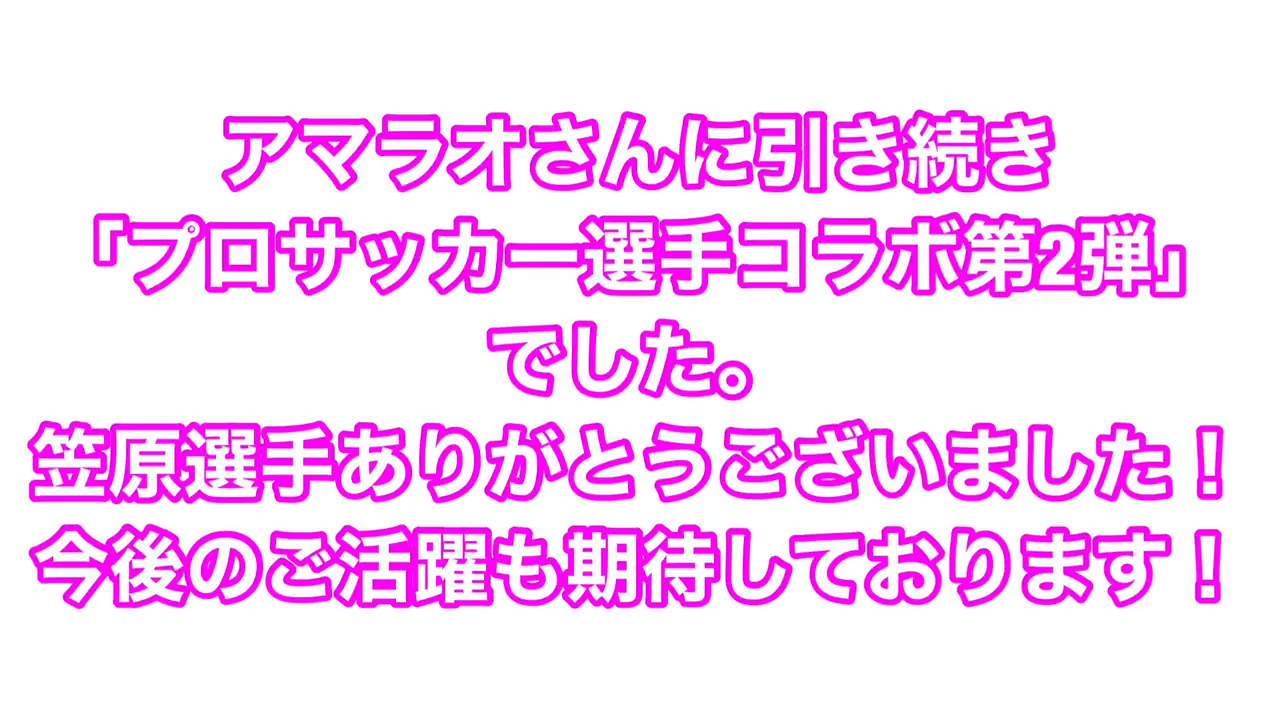 アマラオさんに引き続き
「プロサッカー選手コラボ第2弾」
でした。
笠原選手ありがとうございました！
今後のご活躍も期待しております！